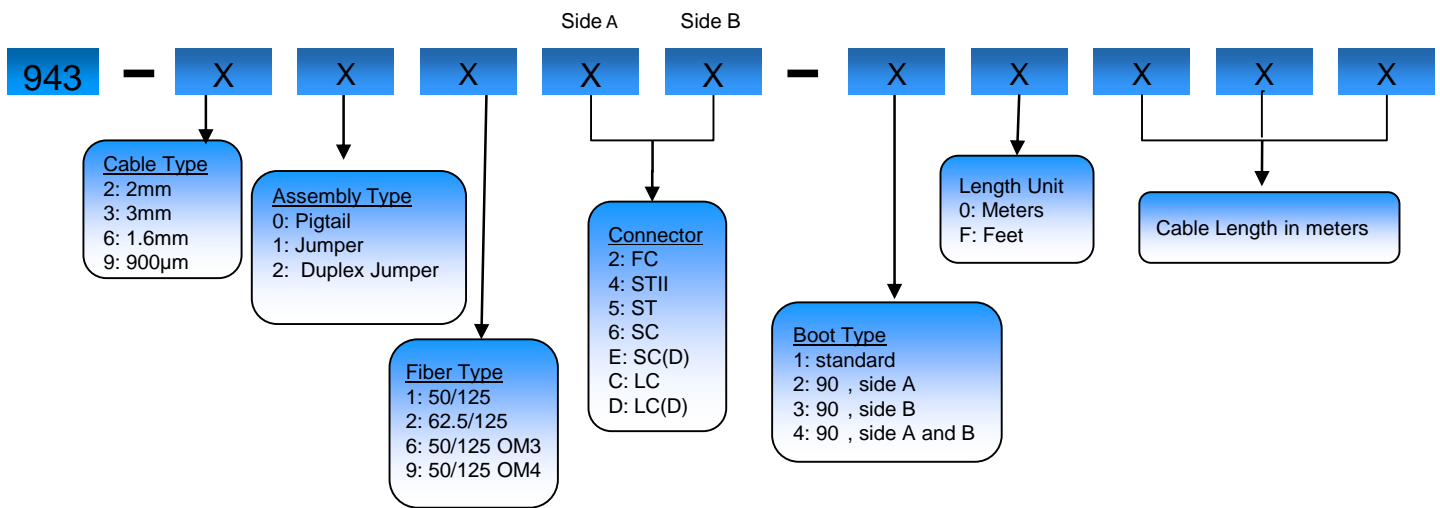 Side A Side B
943 – X X X X X – X X X X X
Cable Type
2: 2mm
3: 3mm
6: 1.6mm
9: 900µm
Assembly Type
0: Pigtail
1: Jumper
2: Duplex Jumper
Fiber Type
1: 50/125
2: 62.5/125
6: 50/125 OM3
9: 50/125 OM4
Connector
2: FC
4: STII
5: ST
6: SC
E: SC(D)
C: LC
D: LC(D)
Boot Type
1: standard
2: 90 , side A
3: 90 , side B
4: 90 , side A and B
Length Unit
0: Meters
F: Feet
Cable Length in meters